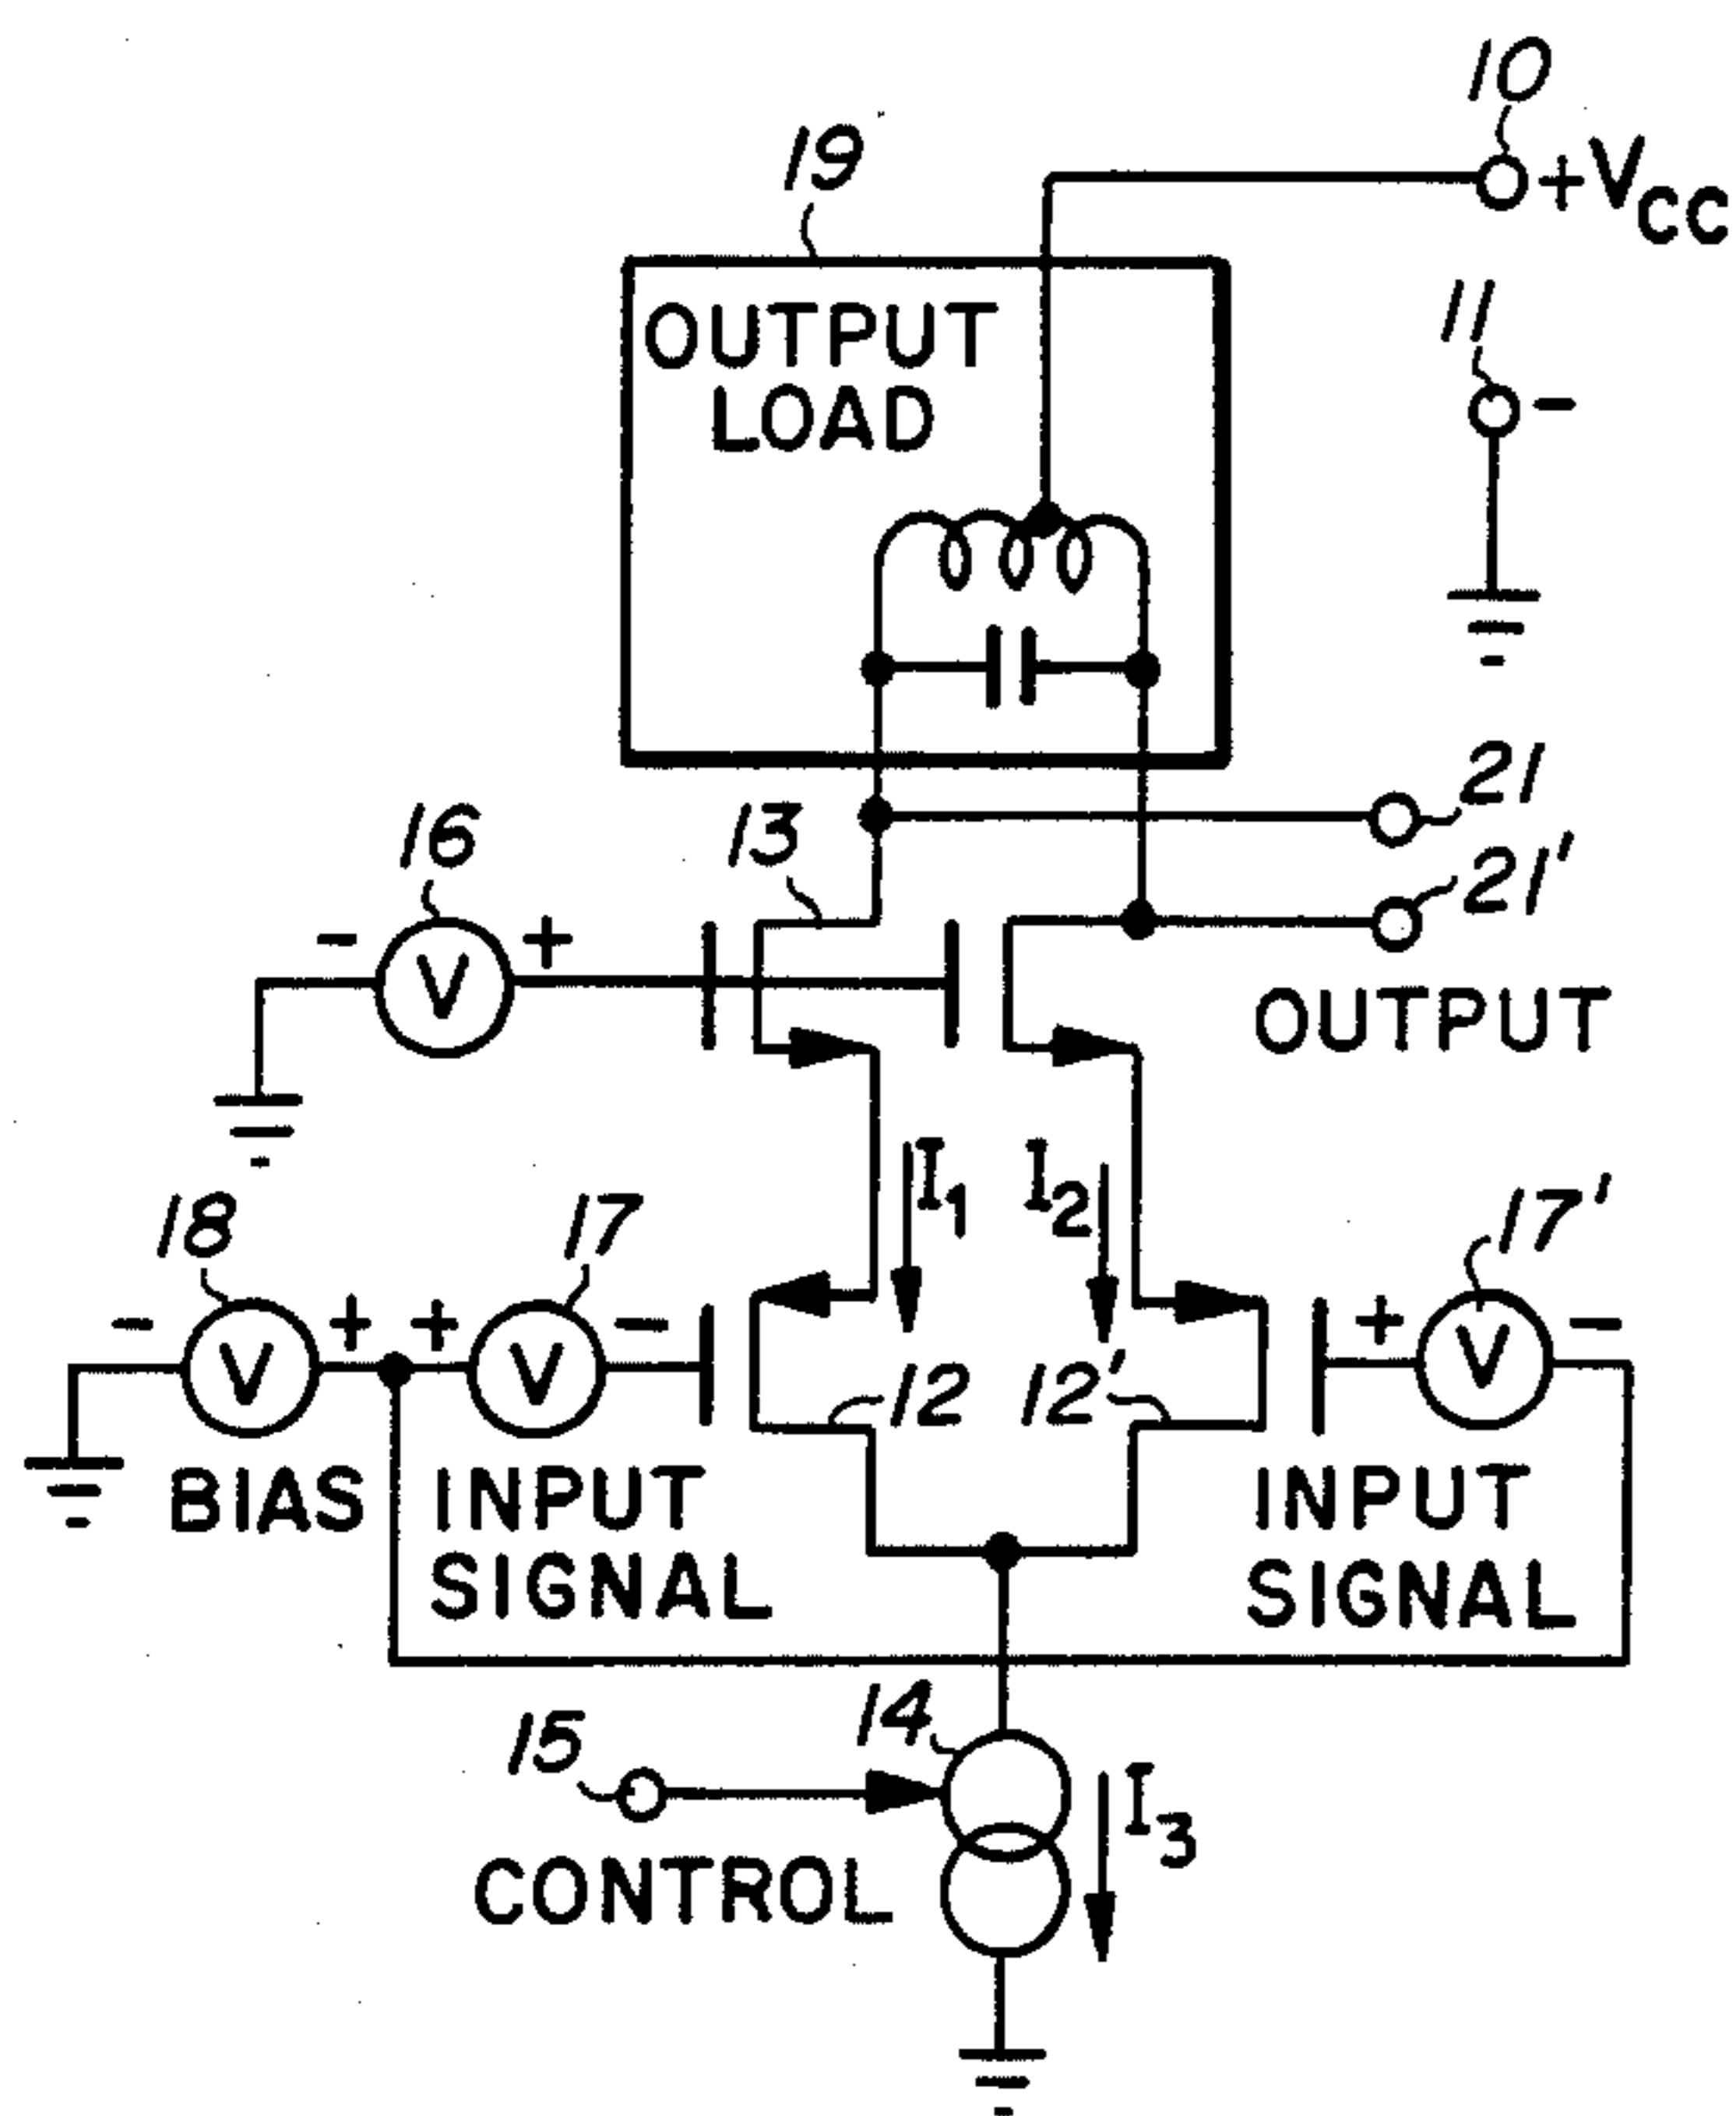 10
19
+VCC
OUTPUT
LOAD
11
-
21
16
13
21'
- V +
OUTPUT
I1 I2
18
17
17'
- V + + V -
+ V -
12 12'
BIAS
INPUT
SIGNAL
INPUT
SIGNAL
14
15
I3
CONTROL